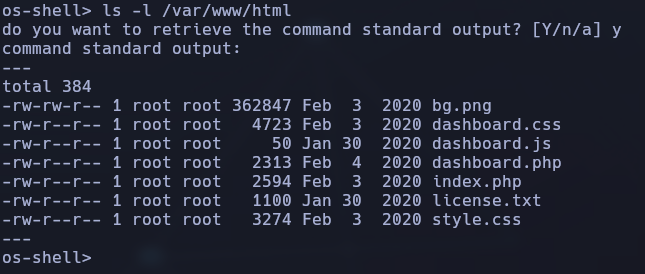 os-shell> ls -l /var/www/html
do you want to retrieve the command standard output? [Y/n/a] y
command standard output:
---
total 384
-rw-rw-r-- 1 root root 362847 Feb  3  2020 bg.png
-rw-r--r-- 1 root root   4723 Feb  3  2020 dashboard.css
-rw-r--r-- 1 root root     50 Jan 30  2020 dashboard.js
-rw-r--r-- 1 root root   2313 Feb  4  2020 dashboard.php
-rw-r--r-- 1 root root   2594 Feb  3  2020 index.php
-rw-r--r-- 1 root root   1100 Jan 30  2020 license.txt
-rw-r--r-- 1 root root   3274 Feb  3  2020 style.css
---
os-shell>